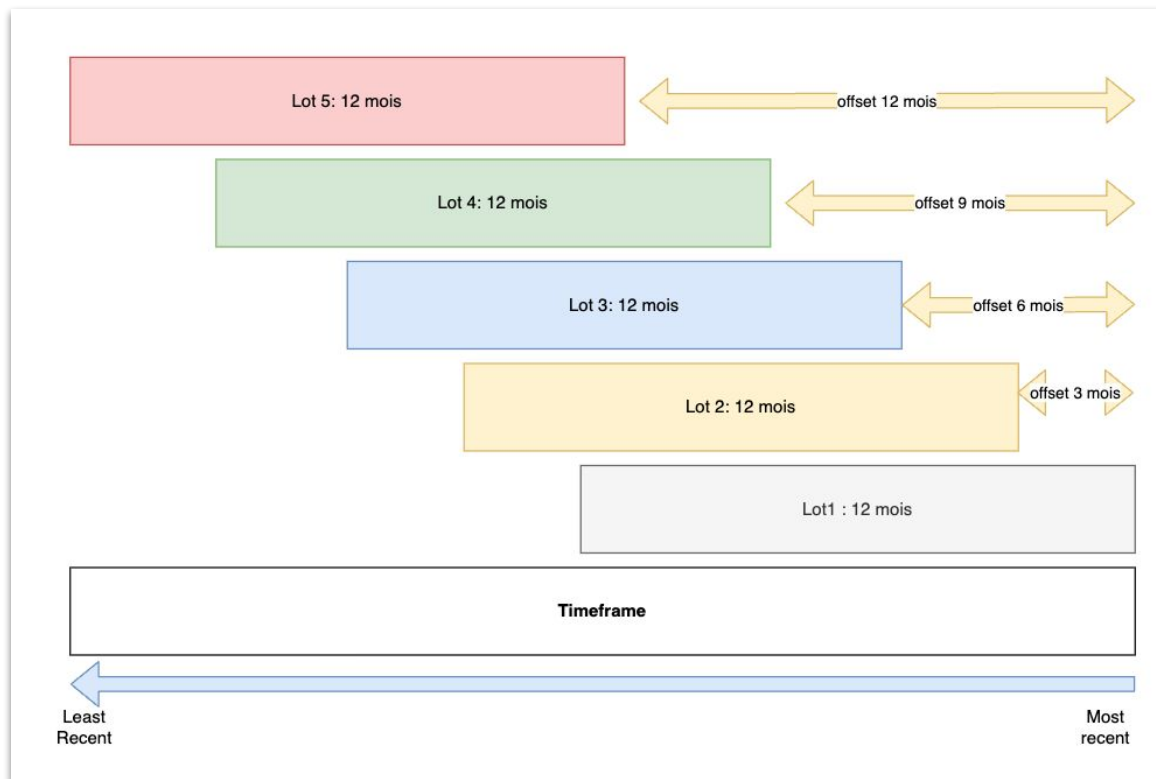 Lot 5: 12 mois
offset 12 mois
Lot 4: 12 mois
offset 9 mois
Lot 3: 12 mois
offset 6 mois
Lot 2: 12 mois
offset 3 mois
Lot1 : 12 mois
Timeframe
Least
Recent
Most
recent